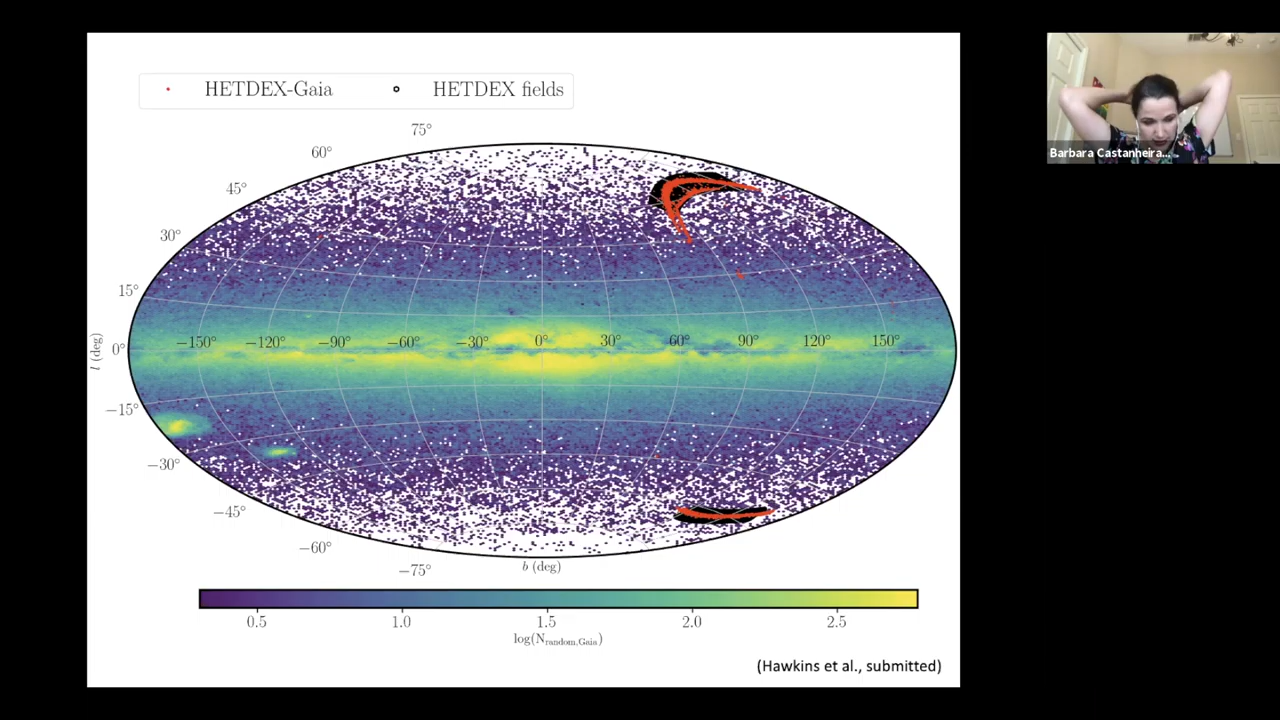 HETDEX-Gaia HETDEX fields
75°
60°
45°
30°
15°
0°
−15°
−30°
−45°
−60°
−75°
−150° −120° −90° −60° −30° 0° 30° 60° 90° 120° 150°
l (deg)
b (deg)
0.5 1.0 1.5 2.0 2.5
log(N_random,Gaia)
(Hawkins et al., submitted)
Barbara Castanheira...